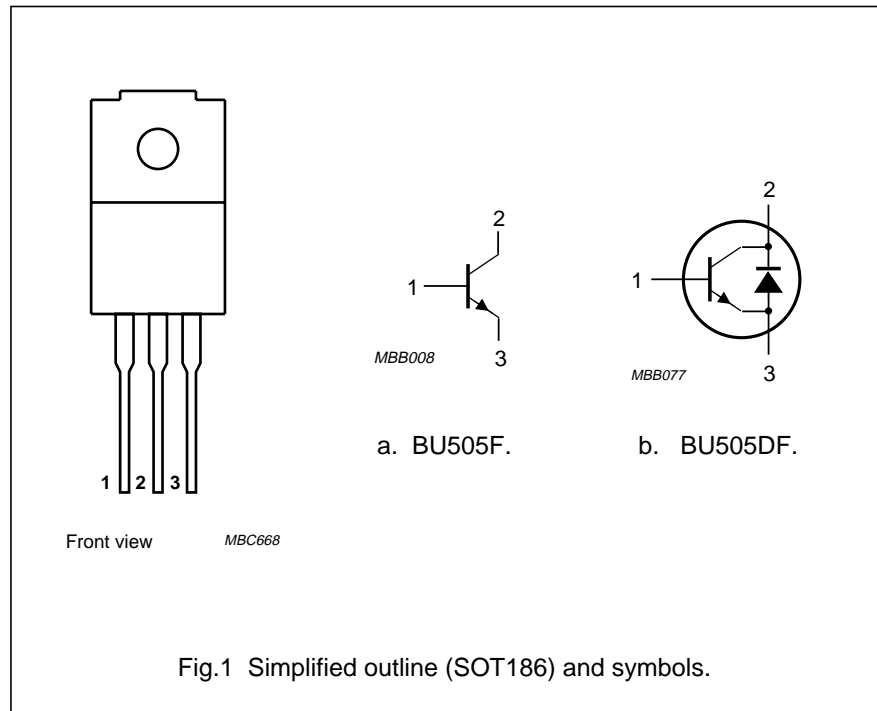 1 2 3
Front view
MBC668
1
2
3
MBB008
a. BU505F.
1
2
3
MBB077
b. BU505DF.
Fig.1 Simplified outline (SOT186) and symbols.